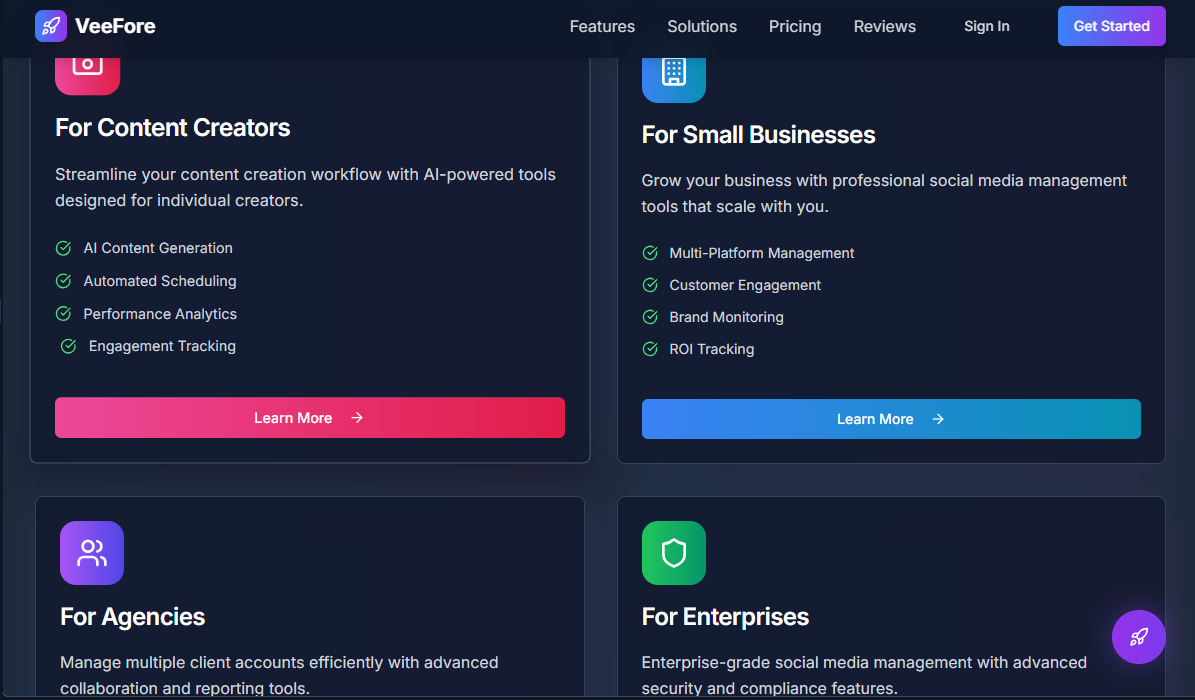 VeeFore
Features
Solutions
Pricing
Reviews
Sign In
Get Started
For Content Creators
Streamline your content creation workflow with AI-powered tools
designed for individual creators.
AI Content Generation
Automated Scheduling
Performance Analytics
Engagement Tracking
Learn More
For Small Businesses
Grow your business with professional social media management
tools that scale with you.
Multi-Platform Management
Customer Engagement
Brand Monitoring
ROI Tracking
Learn More
For Agencies
Manage multiple client accounts efficiently with advanced
collaboration and reporting tools.
For Enterprises
Enterprise-grade social media management with advanced
security and compliance features.